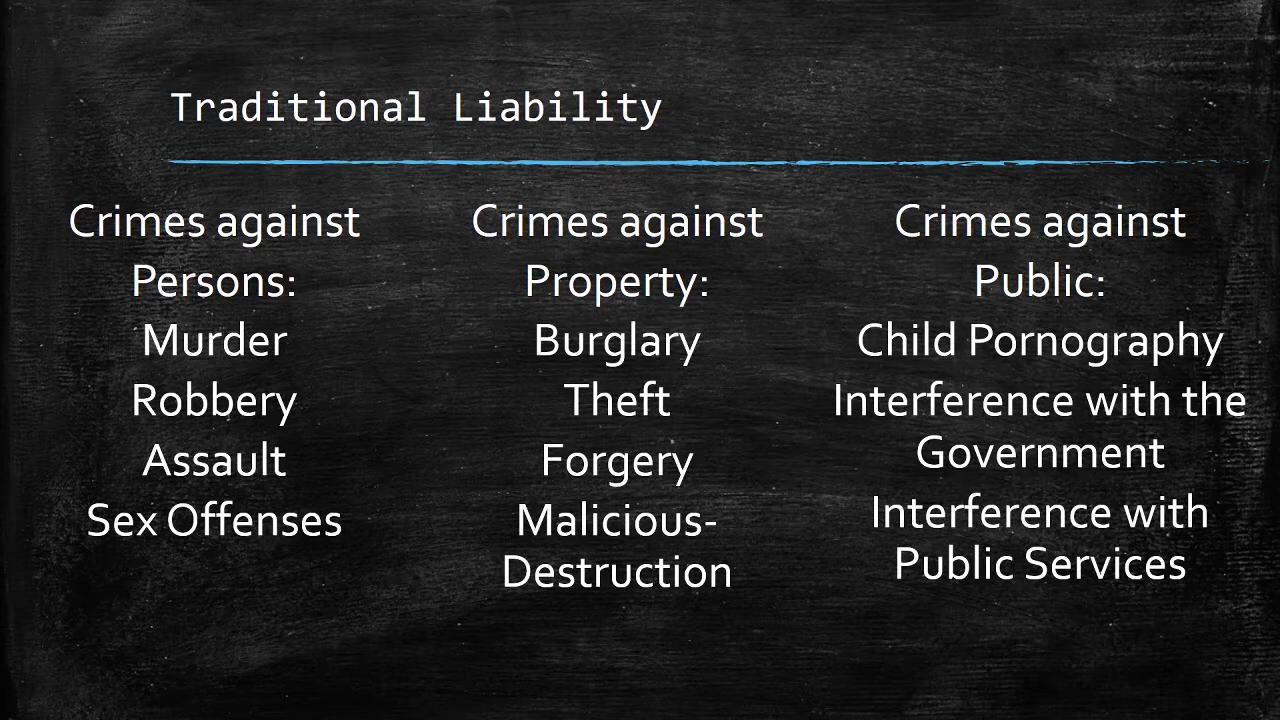 Traditional Liability
Crimes against
Persons:
Murder
Robbery
Assault
Sex Offenses
Crimes against
Property:
Burglary
Theft
Forgery
Malicious-
Destruction
Crimes against
Public:
Child Pornography
Interference with the
Government
Interference with
Public Services